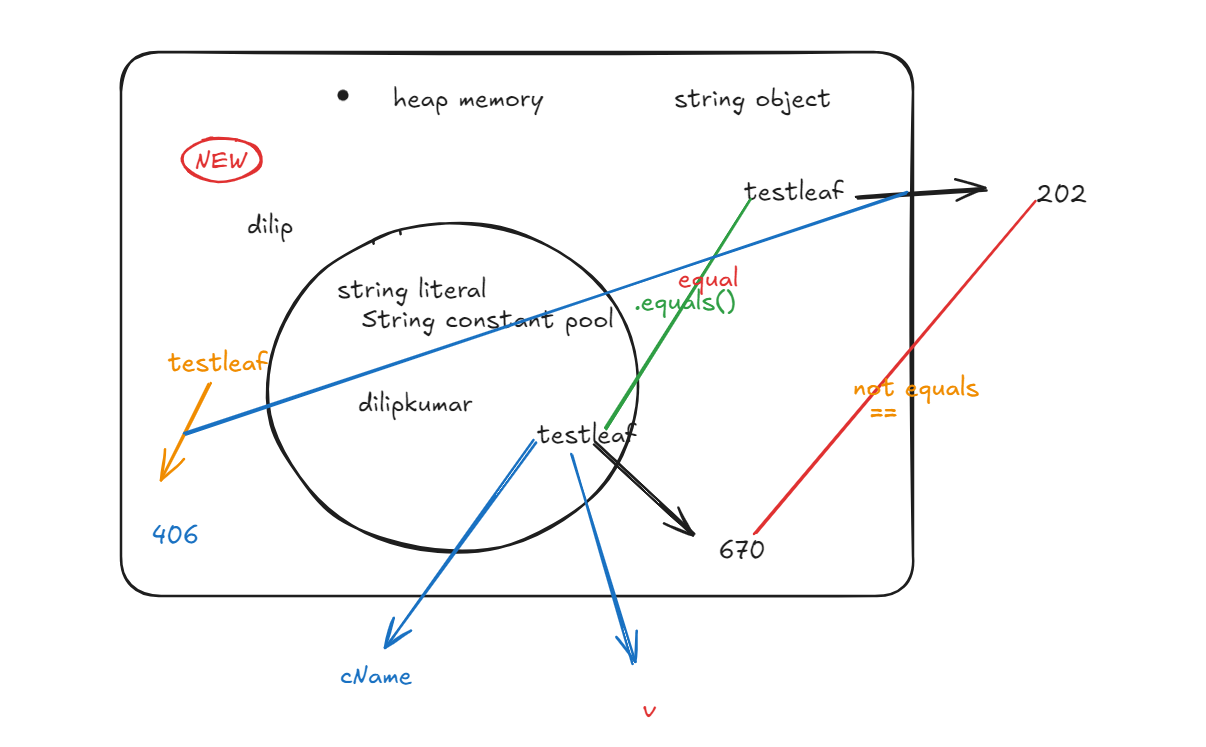 heap memory
string object
NEW
testleaf
202
dilip
equal
string literal
.equals()
String constant pool
testleaf
not equals
dilipkumar
==
testleaf
406
670
cName
v